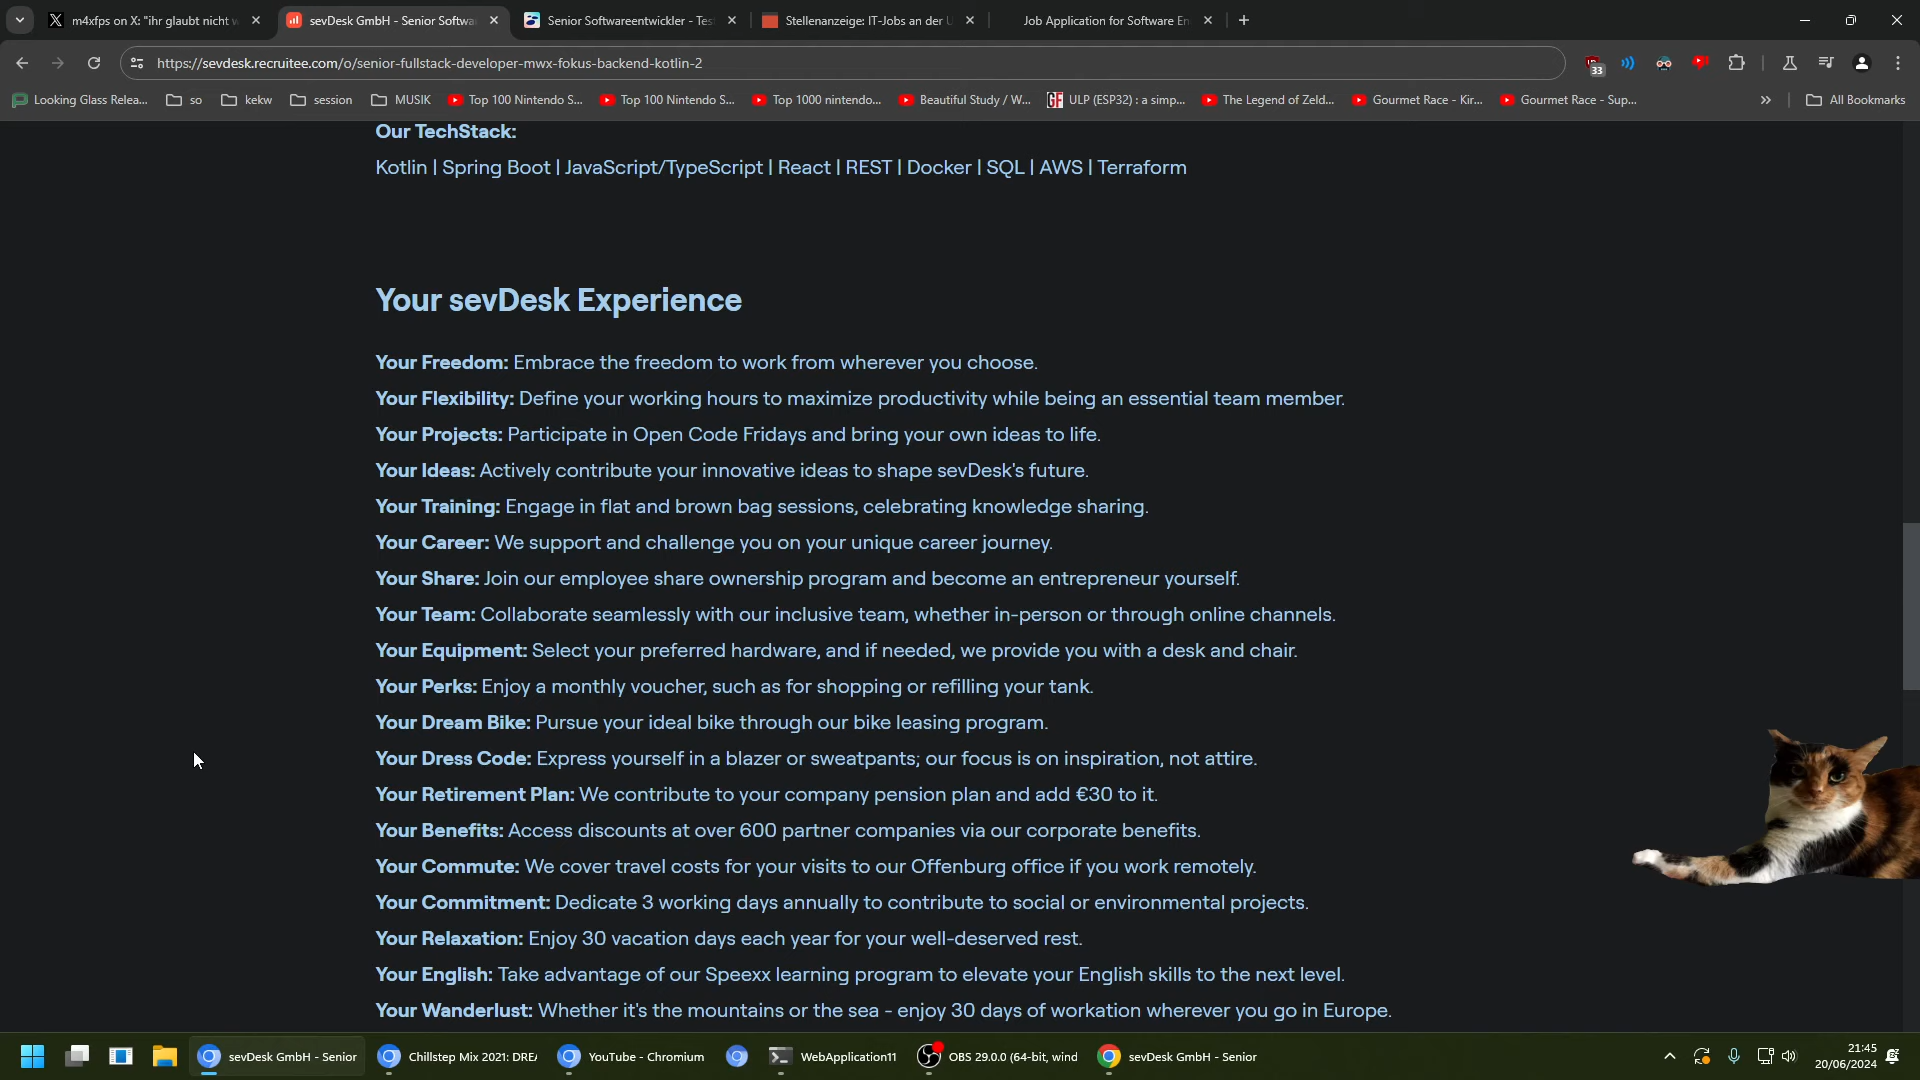 m4xfps on X: "ihr glaubt nicht w
sevDesk GmbH - Senior Softwa
Senior Softwareentwickler - Tes
Stellenanzeige: IT-Jobs an der U
Job Application for Software En
https://sevdesk.recruitee.com/o/senior-fullstack-developer-mwx-fokus-backend-kotlin-2
33
Looking Glass Relea...
so
kekw
session
MUSIK
Top 100 Nintendo S...
Top 100 Nintendo S...
Top 1000 nintendo...
Beautiful Study / W...
GF
ULP (ESP32) : a simp...
The Legend of Zeld...
Gourmet Race - Kir...
Gourmet Race - Sup...
»
All Bookmarks
Our TechStack:
Kotlin | Spring Boot | JavaScript/TypeScript | React | REST | Docker | SQL | AWS | Terraform
Your sevDesk Experience
Your Freedom: Embrace the freedom to work from wherever you choose.
Your Flexibility: Define your working hours to maximize productivity while being an essential team member.
Your Projects: Participate in Open Code Fridays and bring your own ideas to life.
Your Ideas: Actively contribute your innovative ideas to shape sevDesk's future.
Your Training: Engage in flat and brown bag sessions, celebrating knowledge sharing.
Your Career: We support and challenge you on your unique career journey.
Your Share: Join our employee share ownership program and become an entrepreneur yourself.
Your Team: Collaborate seamlessly with our inclusive team, whether in-person or through online channels.
Your Equipment: Select your preferred hardware, and if needed, we provide you with a desk and chair.
Your Perks: Enjoy a monthly voucher, such as for shopping or refilling your tank.
Your Dream Bike: Pursue your ideal bike through our bike leasing program.
Your Dress Code: Express yourself in a blazer or sweatpants; our focus is on inspiration, not attire.
Your Retirement Plan: We contribute to your company pension plan and add €30 to it.
Your Benefits: Access discounts at over 600 partner companies via our corporate benefits.
Your Commute: We cover travel costs for your visits to our Offenburg office if you work remotely.
Your Commitment: Dedicate 3 working days annually to contribute to social or environmental projects.
Your Relaxation: Enjoy 30 vacation days each year for your well-deserved rest.
Your English: Take advantage of our Speexx learning program to elevate your English skills to the next level.
Your Wanderlust: Whether it's the mountains or the sea - enjoy 30 days of workation wherever you go in Europe.
sevDesk GmbH - Senior
Chillstep Mix 2021: DREA
YouTube - Chromium
WebApplication11
OBS 29.0.0 (64-bit, wind
sevDesk GmbH - Senior
21:45
20/06/2024